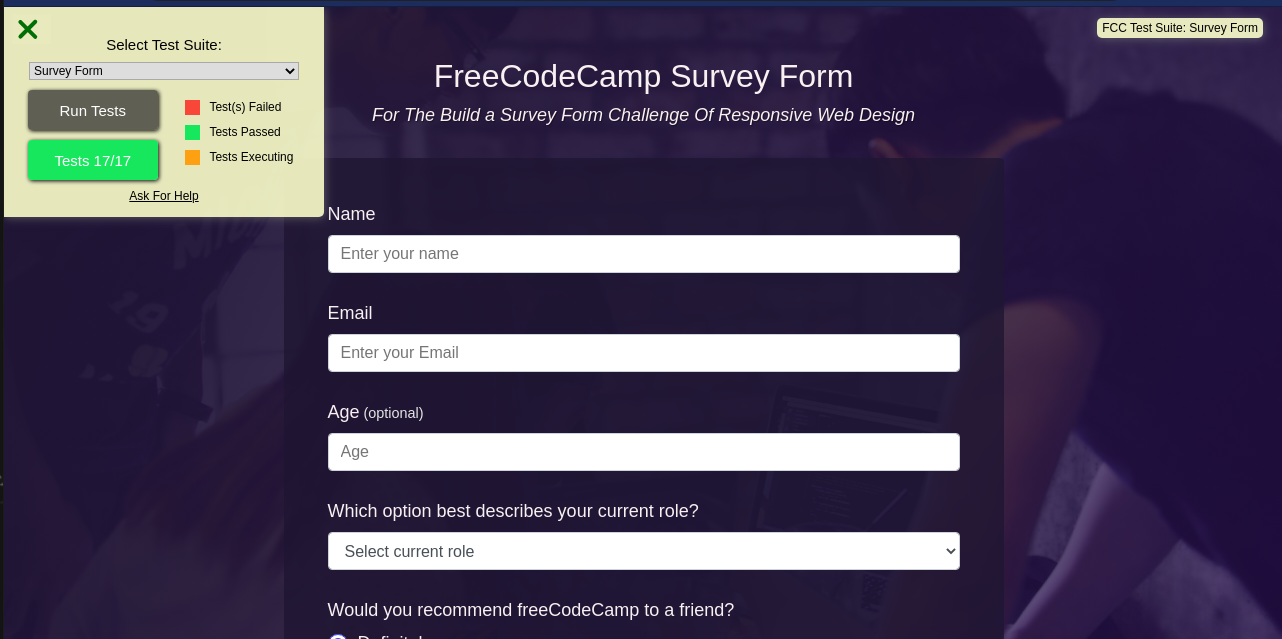 Select Test Suite:
Survey Form
Run Tests
Tests 17/17
Test(s) Failed
Tests Passed
Tests Executing
Ask For Help
FCC Test Suite: Survey Form
FreeCodeCamp Survey Form
For The Build a Survey Form Challenge Of Responsive Web Design
Name
Enter your name
Email
Enter your Email
Age (optional)
Age
Which option best describes your current role?
Select current role
Would you recommend freeCodeCamp to a friend?